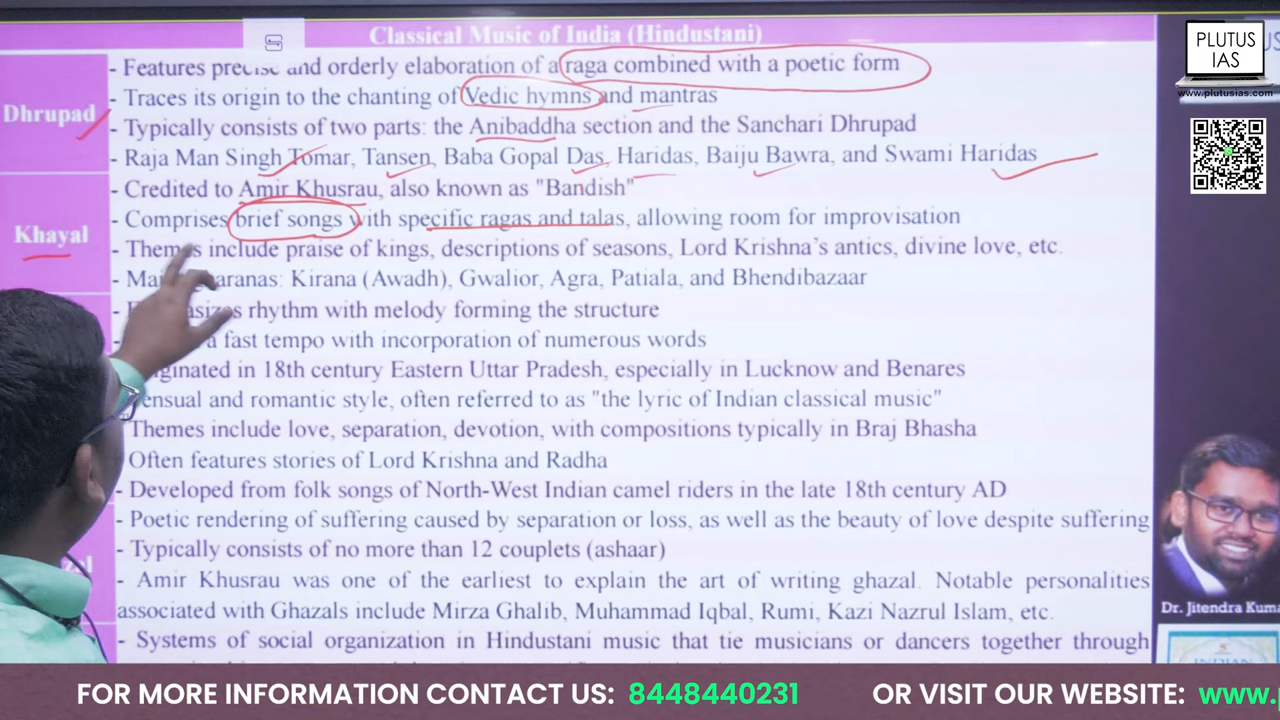 Classical Music of India (Hindustani)
PLUTUS
IAS
www.plutusias.com
Dhrupad
- Features precise and orderly elaboration of a raga combined with a poetic form
- Traces its origin to the chanting of Vedic hymns and mantras
- Typically consists of two parts: the Anibaddha section and the Sanchari Dhrupad
- Raja Man Singh Tomar, Tansen, Baba Gopal Das, Haridas, Baiju Bawra, and Swami Haridas
Khayal
- Credited to Amir Khusrau, also known as "Bandish"
- Comprises brief songs with specific ragas and talas, allowing room for improvisation
- Themes include praise of kings, descriptions of seasons, Lord Krishna's antics, divine love, etc.
Kirana (Awadh), Gwalior, Agra, Patiala, and Bhendibazaar
rhythm with melody forming the structure
a fast tempo with incorporation of numerous words
in 18th century Eastern Uttar Pradesh, especially in Lucknow and Benares
and romantic style, often referred to as "the lyric of Indian classical music"
Themes include love, separation, devotion, with compositions typically in Braj Bhasha
Often features stories of Lord Krishna and Radha
- Developed from folk songs of North-West Indian camel riders in the late 18th century AD
- Poetic rendering of suffering caused by separation or loss, as well as the beauty of love despite suffering
- Typically consists of no more than 12 couplets (ashaar)
- Amir Khusrau was one of the earliest to explain the art of writing ghazal. Notable personalities
associated with Ghazals include Mirza Ghalib, Muhammad Iqbal, Rumi, Kazi Nazrul Islam, etc.
- Systems of social organization in Hindustani music that tie musicians or dancers together through
Dr. Jitendra
FOR MORE INFORMATION CONTACT US: 8448440231 OR VISIT OUR WEBSITE: www.